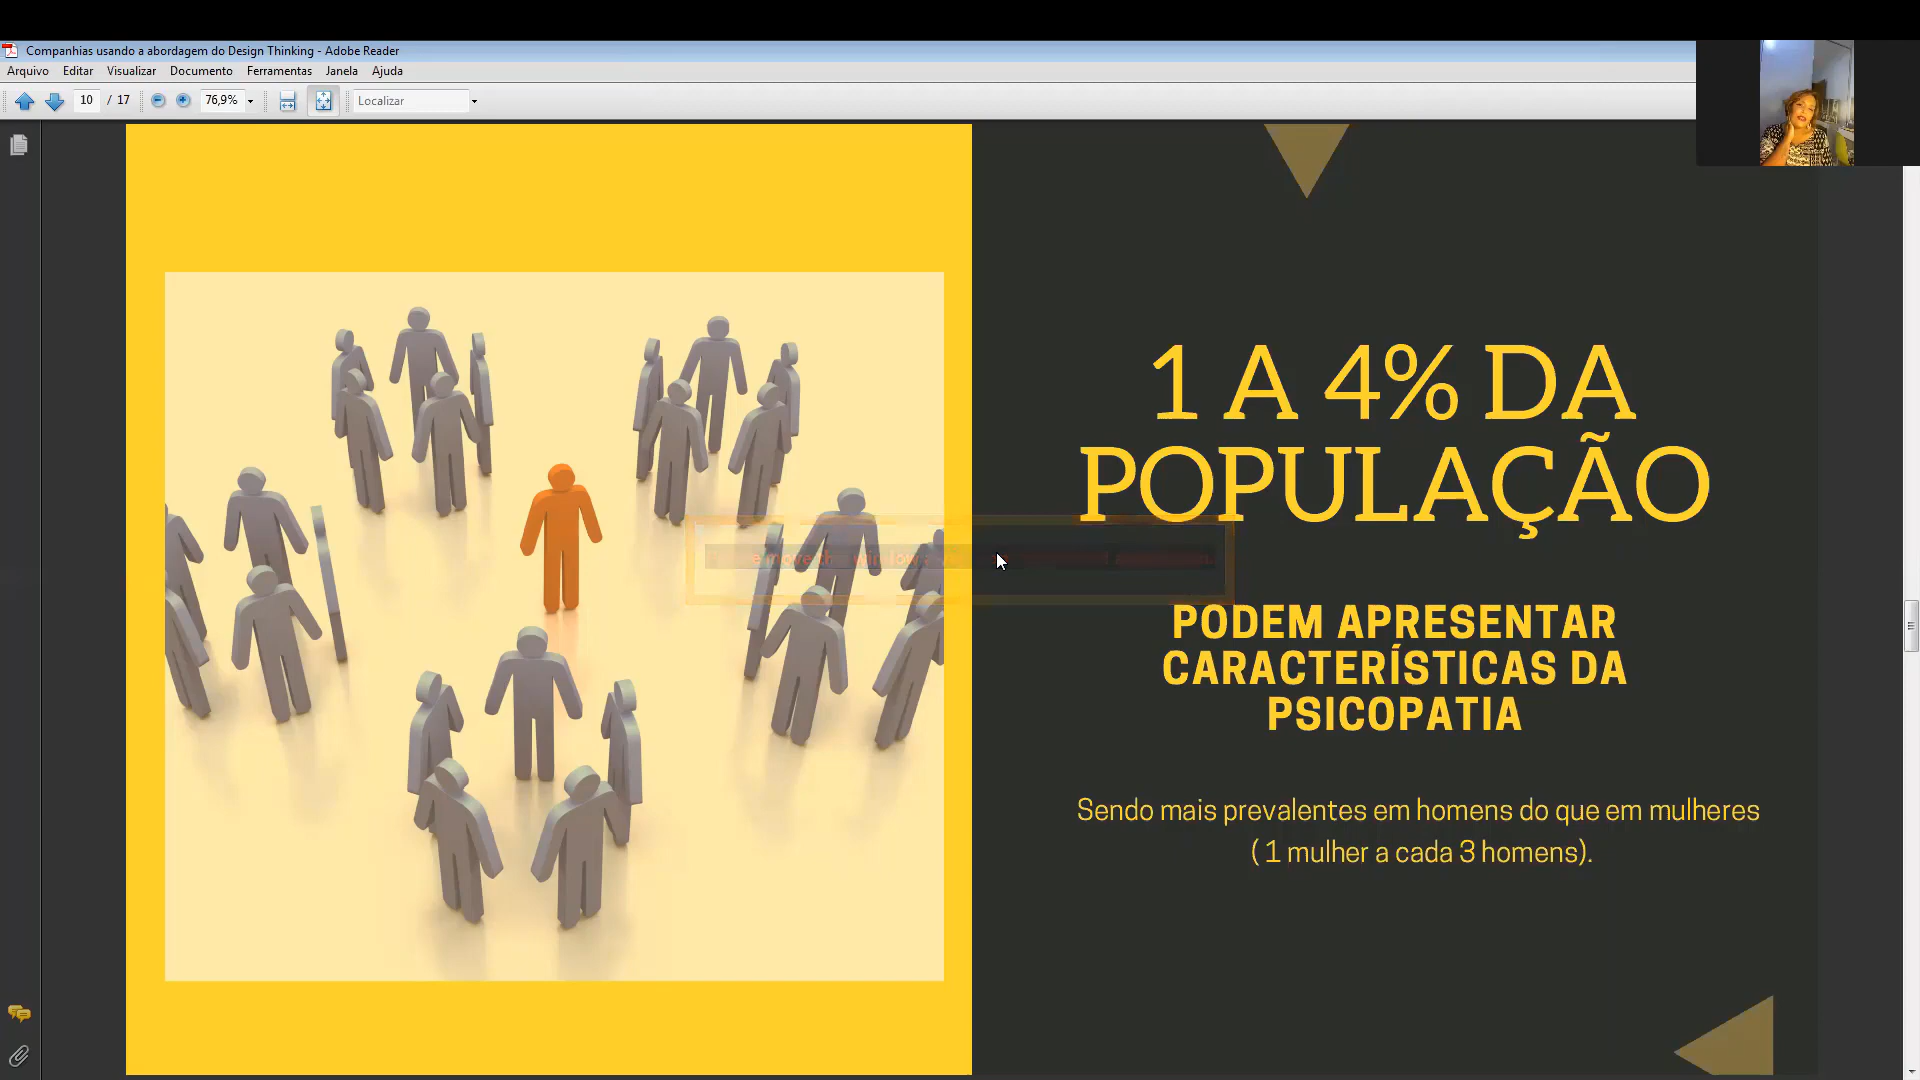 Companhias usando a abordagem do Design Thinking - Adobe Reader
Arquivo Editar Visualizar Documento Ferramentas Janela Ajuda
10 / 17 76,9% Localizar
1 A 4% DA
POPULAÇÃO
PODEM APRESENTAR
CARACTERÍSTICAS DA
PSICOPATIA
Sendo mais prevalentes em homens do que em mulheres
( 1 mulher a cada 3 homens).